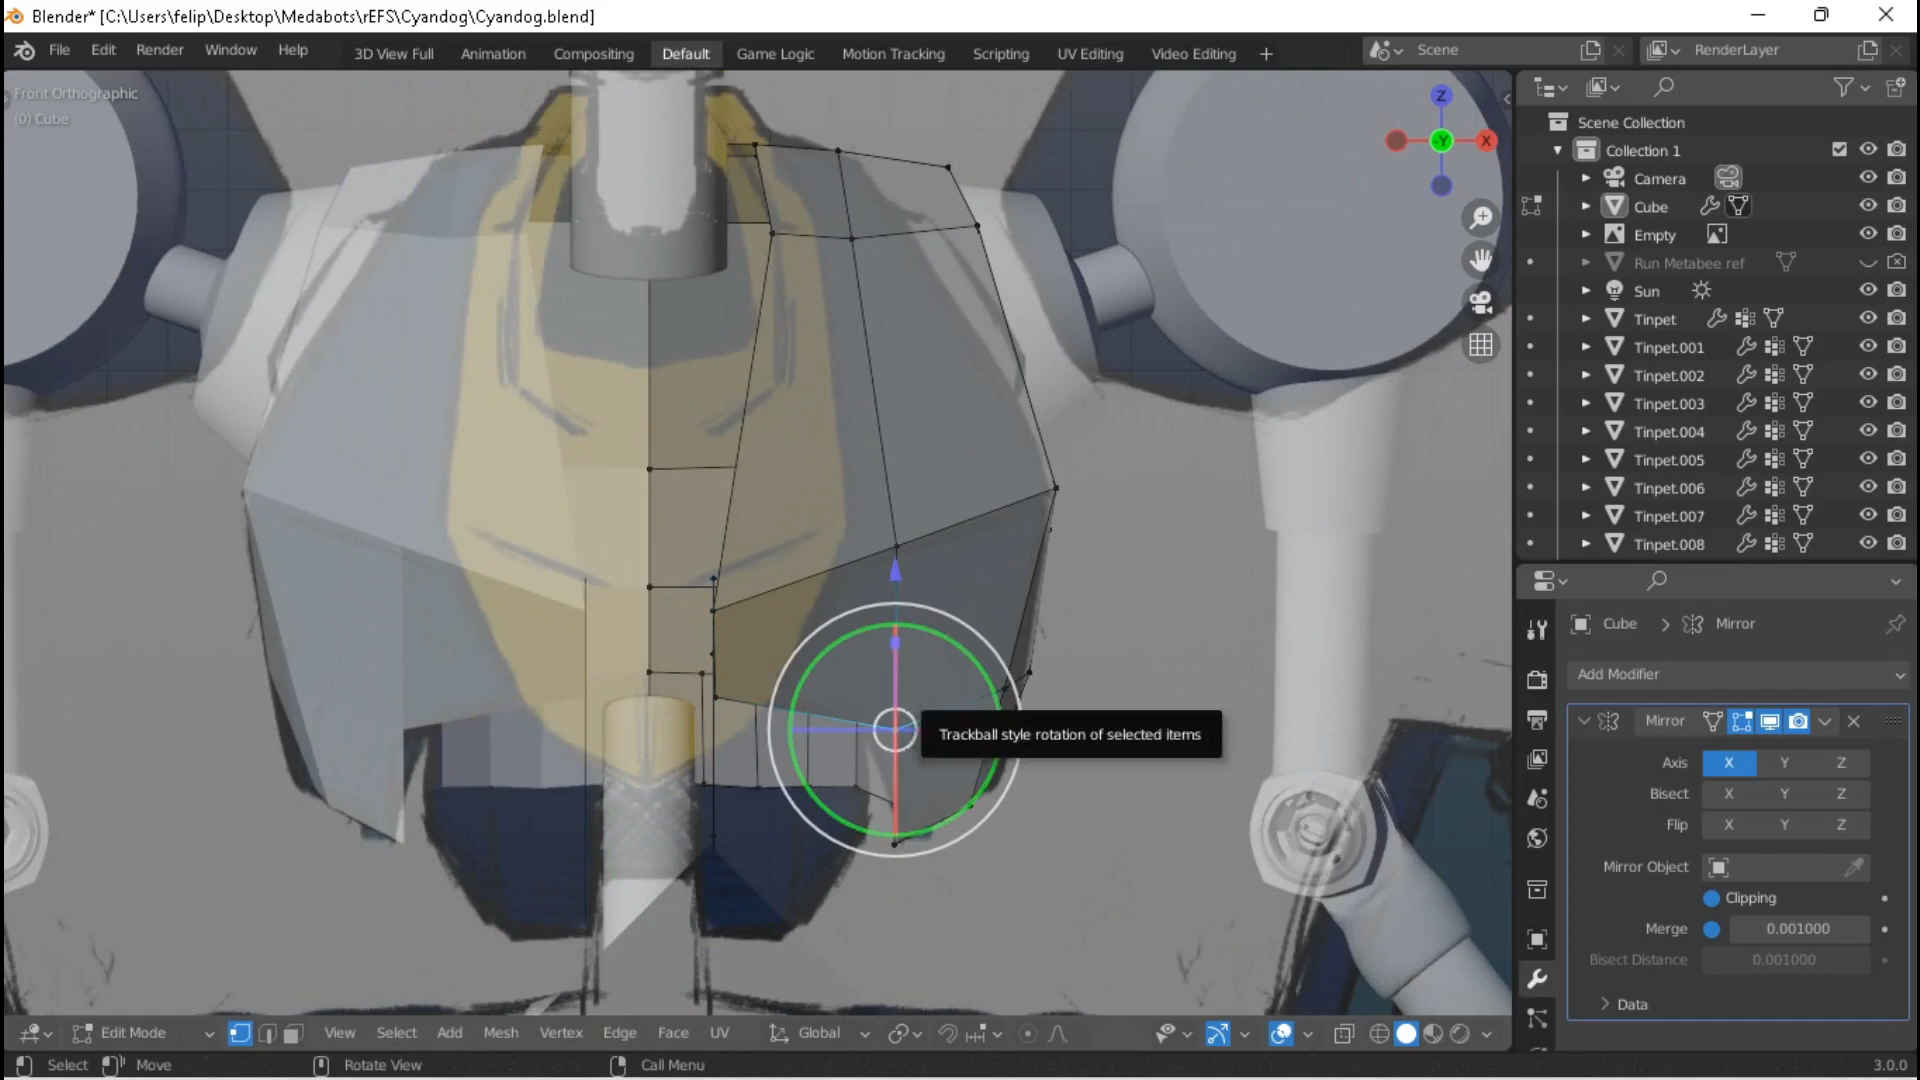 Blender* [C:\Users\felip\Desktop\Medabots\rEFS\Cyandog\Cyandog.blend]
File Edit Render Window Help 3D View Full Animation Compositing Default Game Logic Motion Tracking Scripting UV Editing Video Editing + Scene RenderLayer
Front Orthographic
(0) Cube
Z
Y
X
Scene Collection
Collection 1
Camera
Cube
Empty
Run Metabee ref
Sun
Tinpet
Tinpet.001
Tinpet.002
Tinpet.003
Tinpet.004
Tinpet.005
Tinpet.006
Tinpet.007
Tinpet.008
Cube > Mirror
Add Modifier
Mirror
Axis X Y Z
Bisect X Y Z
Flip X Y Z
Mirror Object
Clipping
Merge 0.001000
Bisect Distance 0.001000
> Data
Trackball style rotation of selected items
Edit Mode View Select Add Mesh Vertex Edge Face UV Global
Select Move Rotate View Call Menu 3.0.0